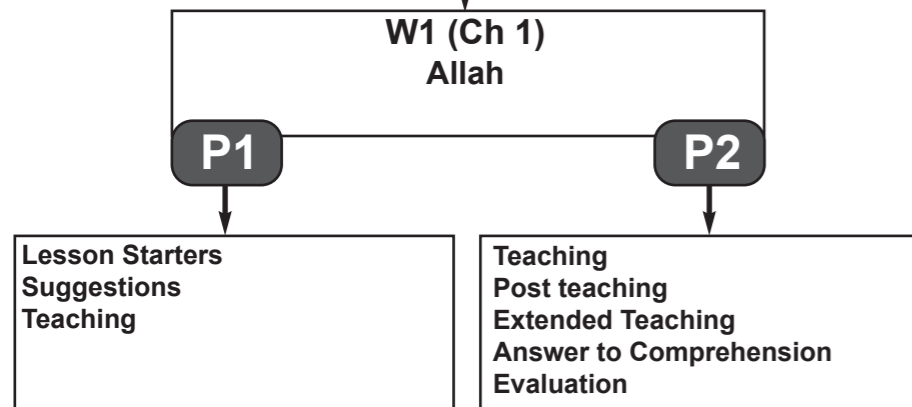 W1 (Ch 1)
Allah
P1
P2
Lesson Starters
Suggestions
Teaching
Teaching
Post teaching
Extended Teaching
Answer to Comprehension
Evaluation